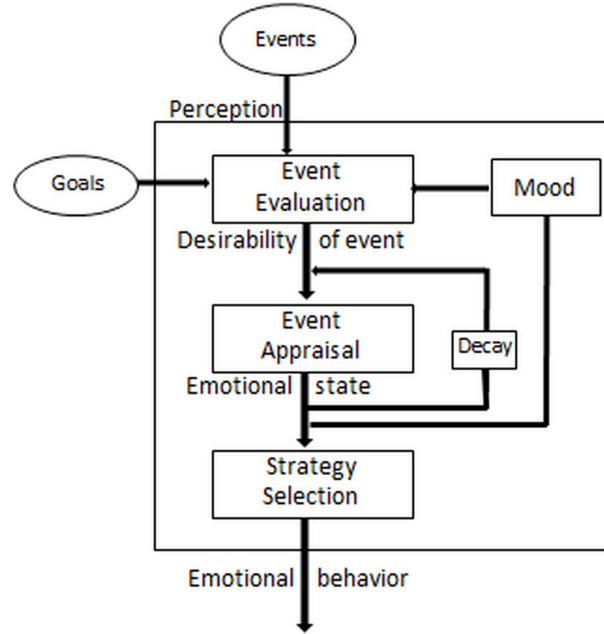 Events
Perception
Goals
Event
Evaluation
Mood
Desirability of event
Event
Appraisal
Decay
Emotional state
Strategy
Selection
Emotional behavior